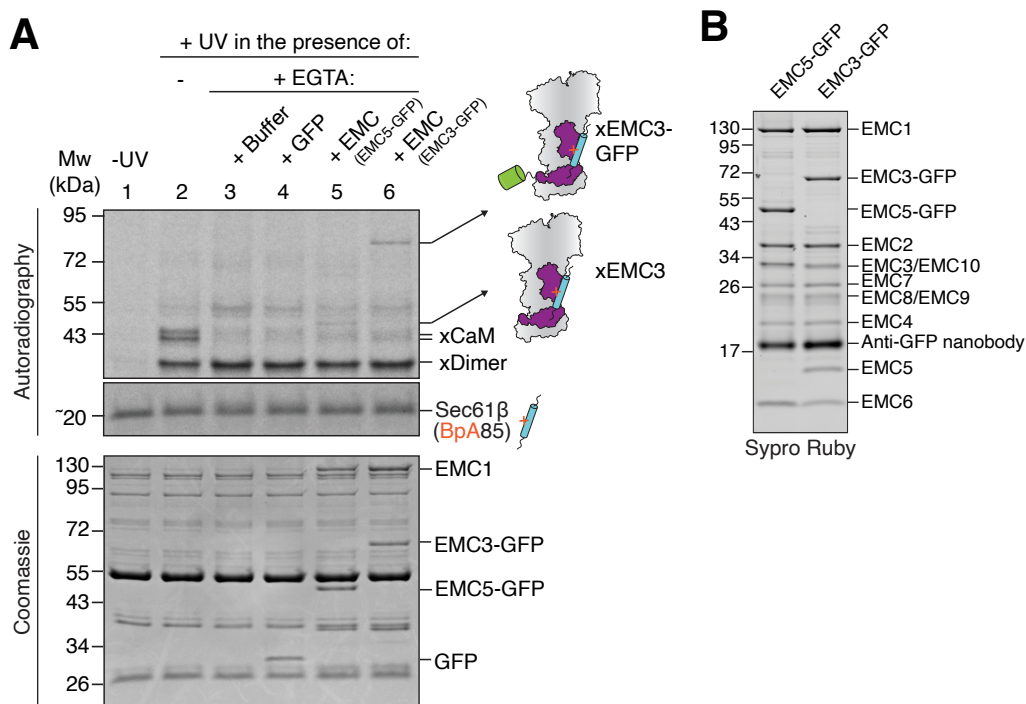 A
+ UV in the presence of:
-
+ EGTA:
+ Buffer
+ GFP
+ EMC
(EMC5-GFP)
+ EMC
(EMC3-GFP)
Mw
(kDa)
-UV
1 2 3 4 5 6
Autoradiography
95
72
55
43
~20
xEMC3-
GFP
xEMC3
xCaM
xDimer
Sec61β
(BpA85)
Coomassie
130
95
72
55
43
34
26
EMC1
EMC3-GFP
EMC5-GFP
GFP
B
EMC5-GFP
EMC3-GFP
130
95
72
55
43
34
26
17
EMC1
EMC3-GFP
EMC5-GFP
EMC2
EMC3/EMC10
EMC7
EMC8/EMC9
EMC4
Anti-GFP nanobody
EMC5
EMC6
Sypro Ruby